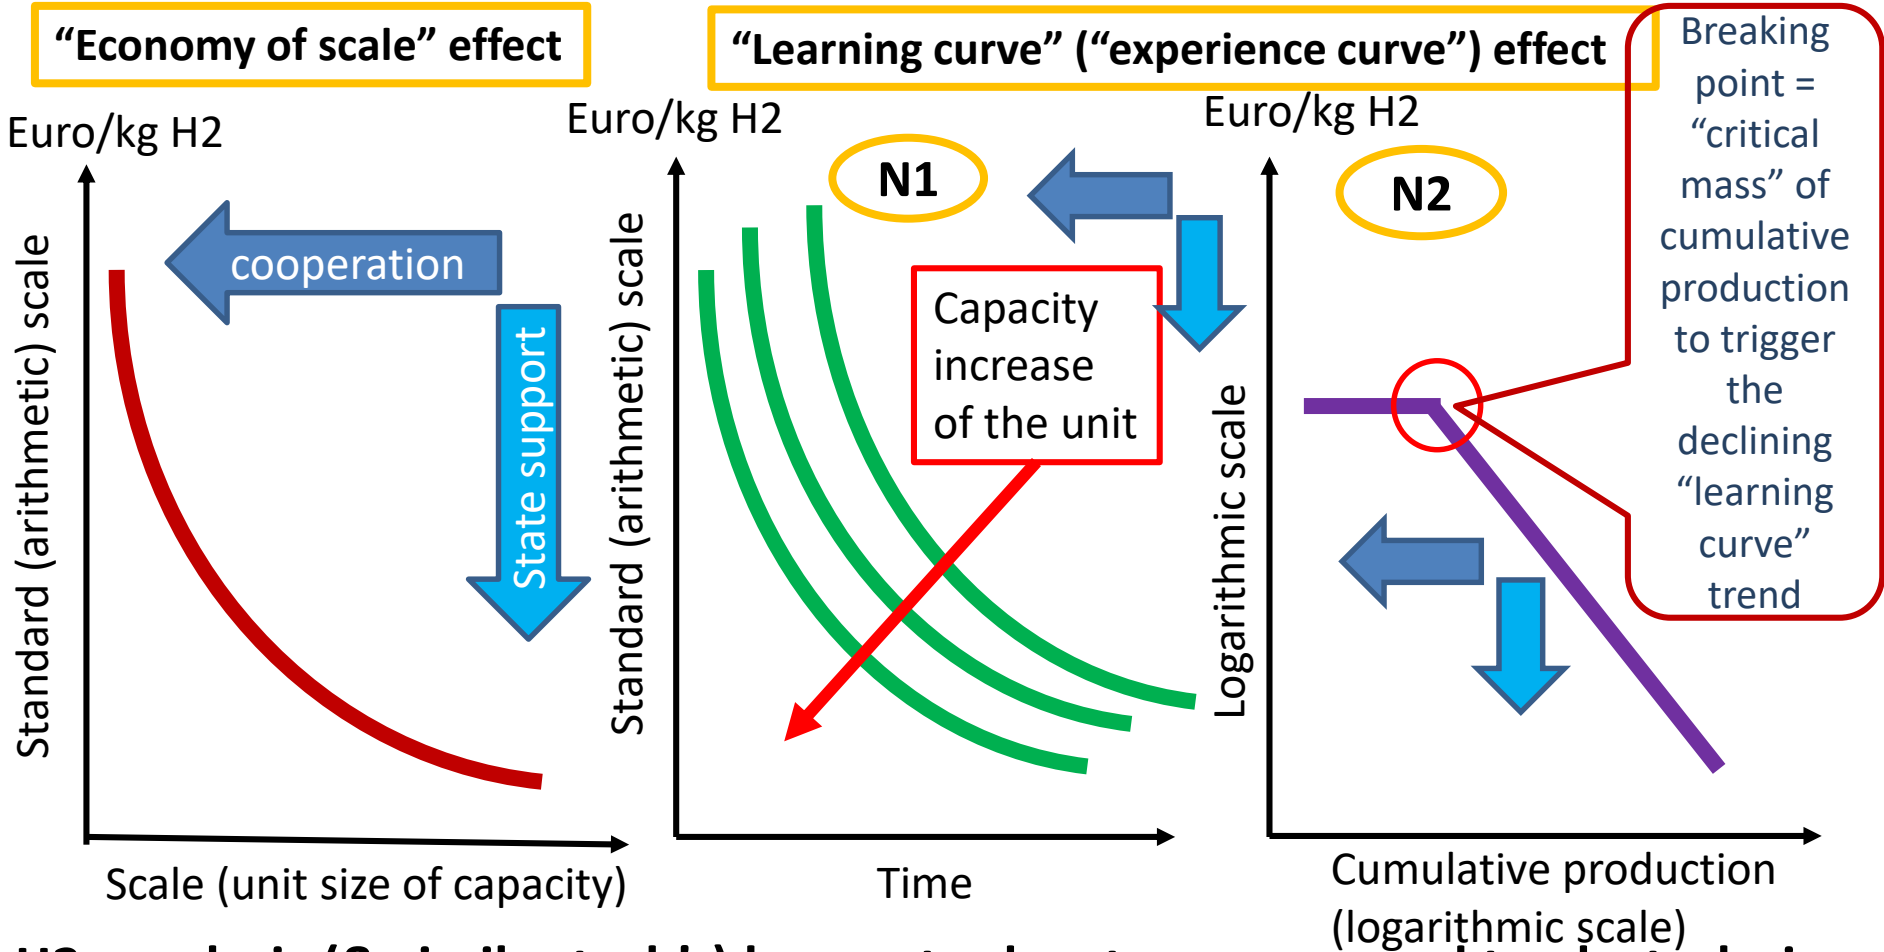 “Economy of scale” effect
“Learning curve” (“experience curve”) effect
Euro/kg H2
Standard (arithmetic) scale
cooperation
State support
Scale (unit size of capacity)
Euro/kg H2
Standard (arithmetic) scale
N1
Capacity
increase
of the unit
Time
Euro/kg H2
Logarithmic scale
N2
Breaking
point =
“critical
mass” of
cumulative
production
to trigger
the
declining
“learning
curve”
trend
Cumulative production
(logarithmic scale)